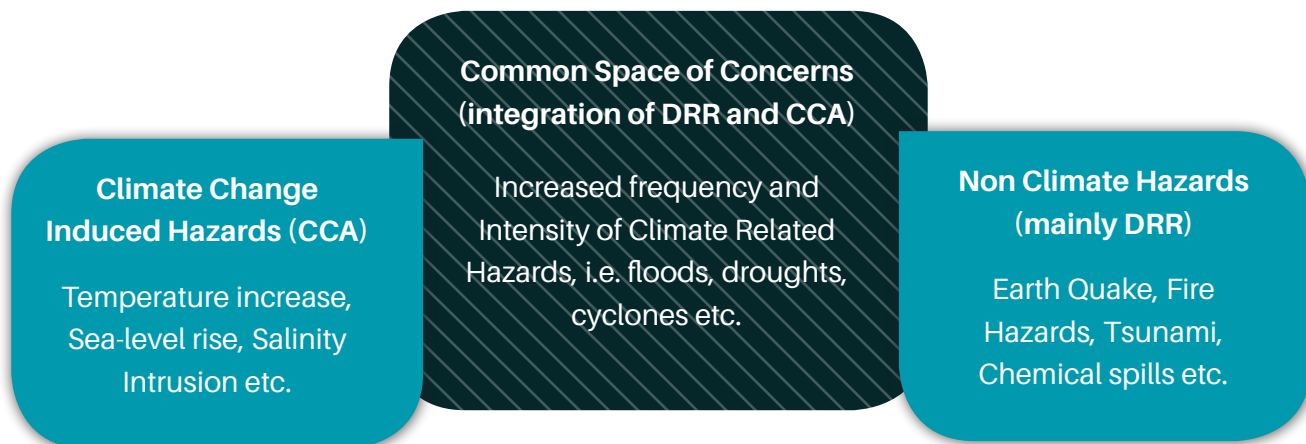 Climate Change
Induced Hazards (CCA)
Temperature increase,
Sea-level rise, Salinity
Intrusion etc.
Common Space of Concerns
(integration of DRR and CCA)
Increased frequency and
Intensity of Climate Related
Hazards, i.e. floods, droughts,
cyclones etc.
Non Climate Hazards
(mainly DRR)
Earth Quake, Fire
Hazards, Tsunami,
Chemical spills etc.